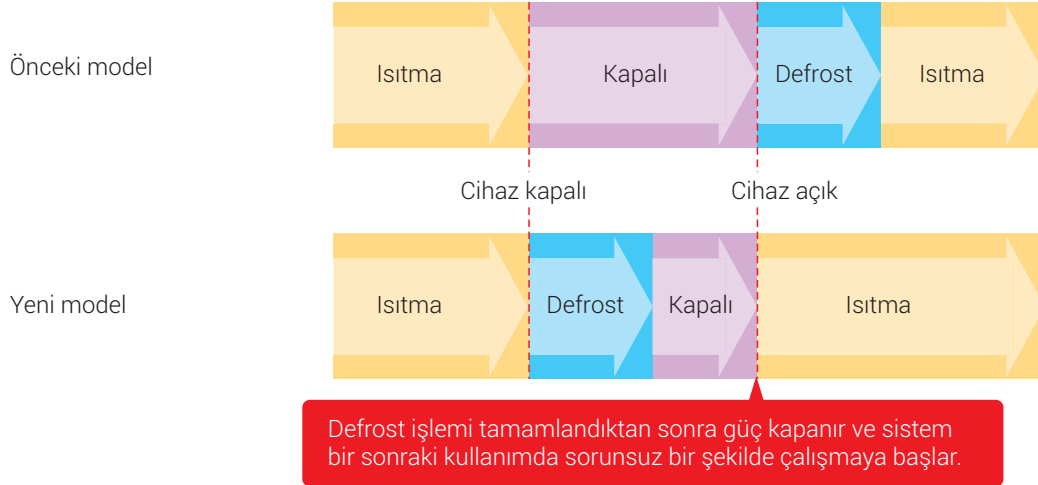 Önceki model
Isıtma
Kapalı
Defrost
Isıtma
Cihaz kapalı
Cihaz açık
Yeni model
Isıtma
Defrost
Kapalı
Isıtma
Defrost işlemi tamamlandıktan sonra güç kapanır ve sistem
bir sonraki kullanımda sorunsuz bir şekilde çalışmaya başlar.